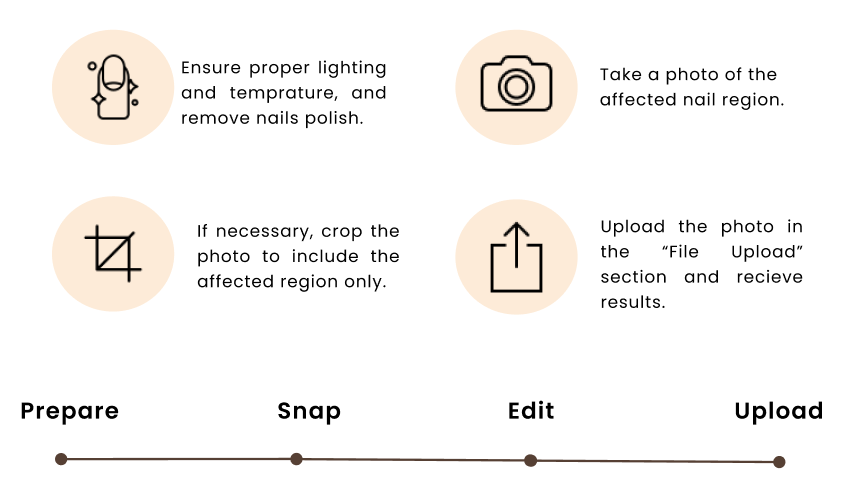 Ensure proper lighting
and temprature, and
remove nails polish.
Take a photo of the
affected nail region.
If necessary, crop the
photo to include the
affected region only.
Upload the photo in
the “File Upload”
section and recieve
results.
Prepare
Snap
Edit
Upload